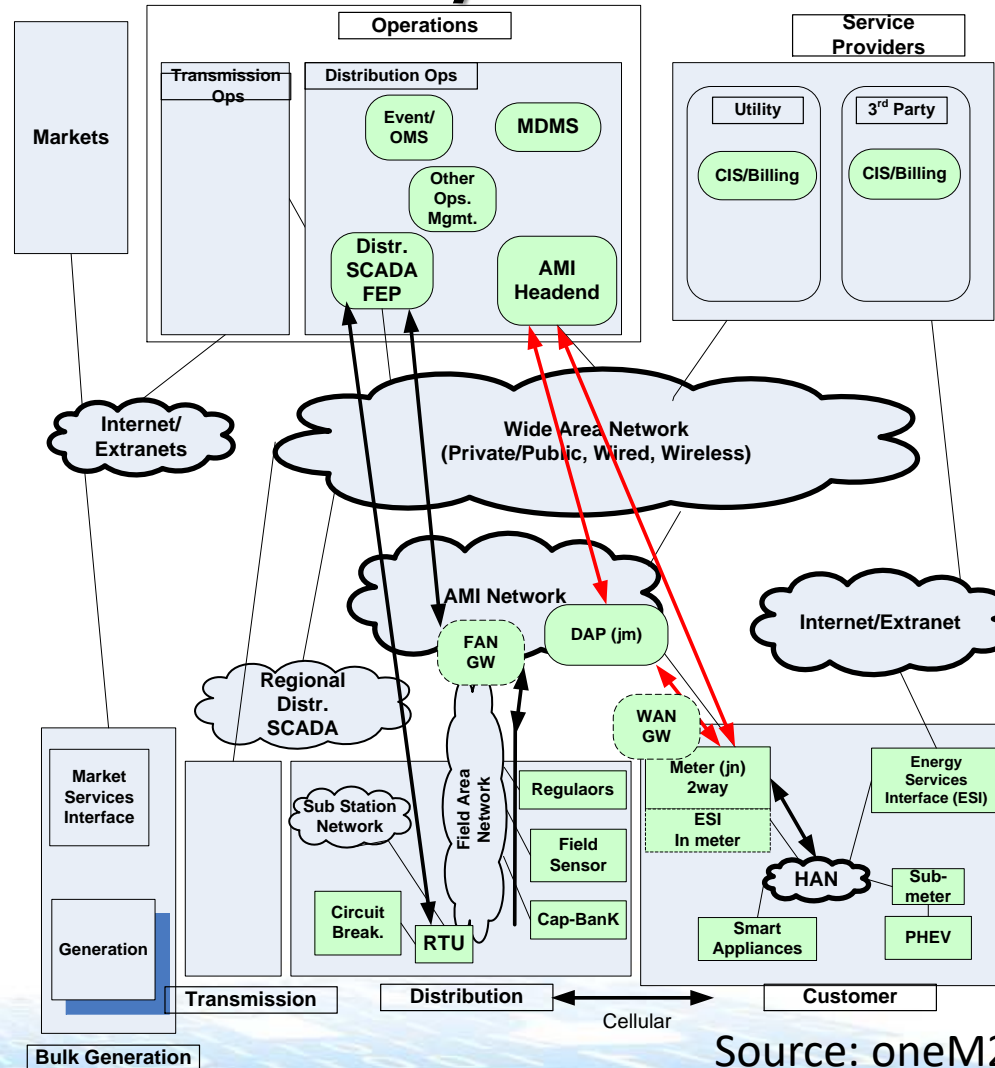 Operations
Service
Providers
Transmission
Ops
Distribution Ops
Markets
Event/
OMS
MDMS
Other
Ops.
Mgmt.
Distr.
SCADA
FEP
AMI
Headend
Utility
3rd Party
CIS/Billing
CIS/Billing
Internet/
Extranets
Wide Area Network
(Private/Public, Wired, Wireless)
AMI Network
FAN
GW
DAP (jm)
Internet/Extranet
Regional
Distr.
SCADA
WAN
GW
Market
Services
Interface
Sub Station
Network
Field Area
Network
Regulaors
Field
Sensor
Cap-BanK
Meter (jn)
2way
ESI
In meter
Energy
Services
Interface (ESI)
HAN
Sub-
meter
Smart
Appliances
PHEV
Circuit
Break.
RTU
Generation
Transmission
Distribution
Cellular
Customer
Bulk Generation
Source: